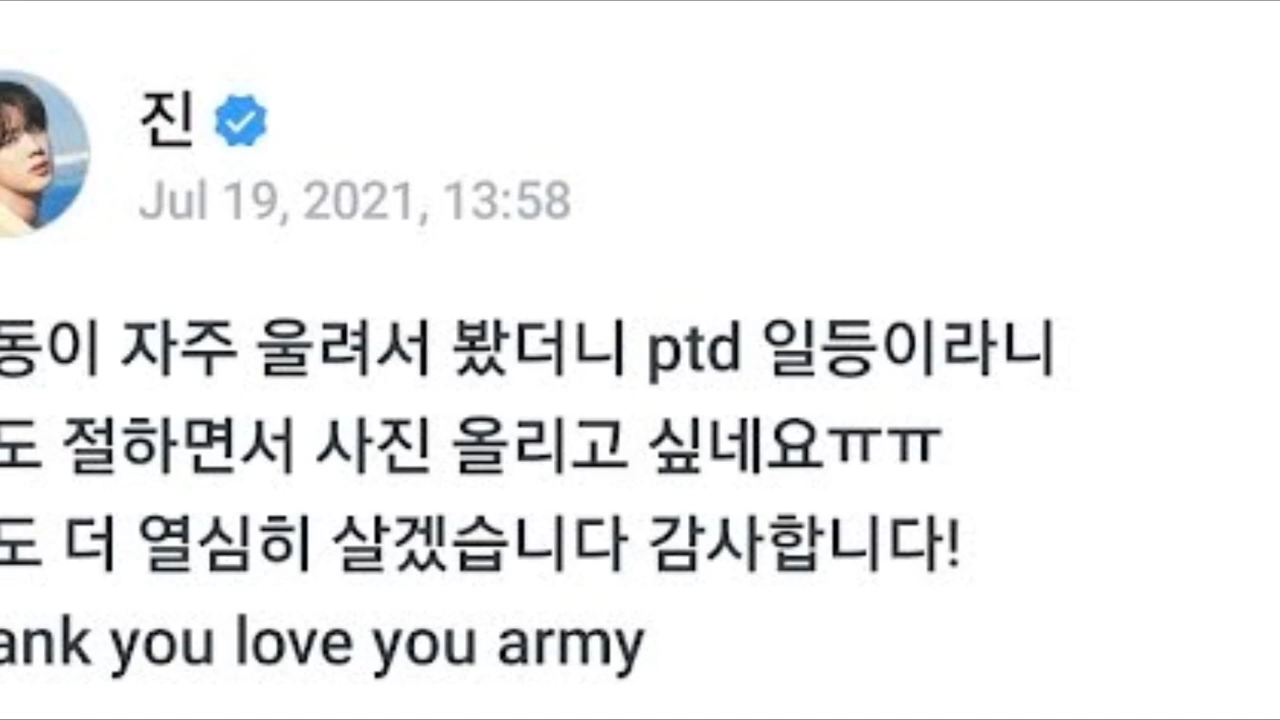 진
Jul 19, 2021, 13:58
동이 자주 울려서 봤더니 ptd 일등이라니
도 절하면서 사진 올리고 싶네요ㅠㅠ
도 더 열심히 살겠습니다 감사합니다!
ank you love you army